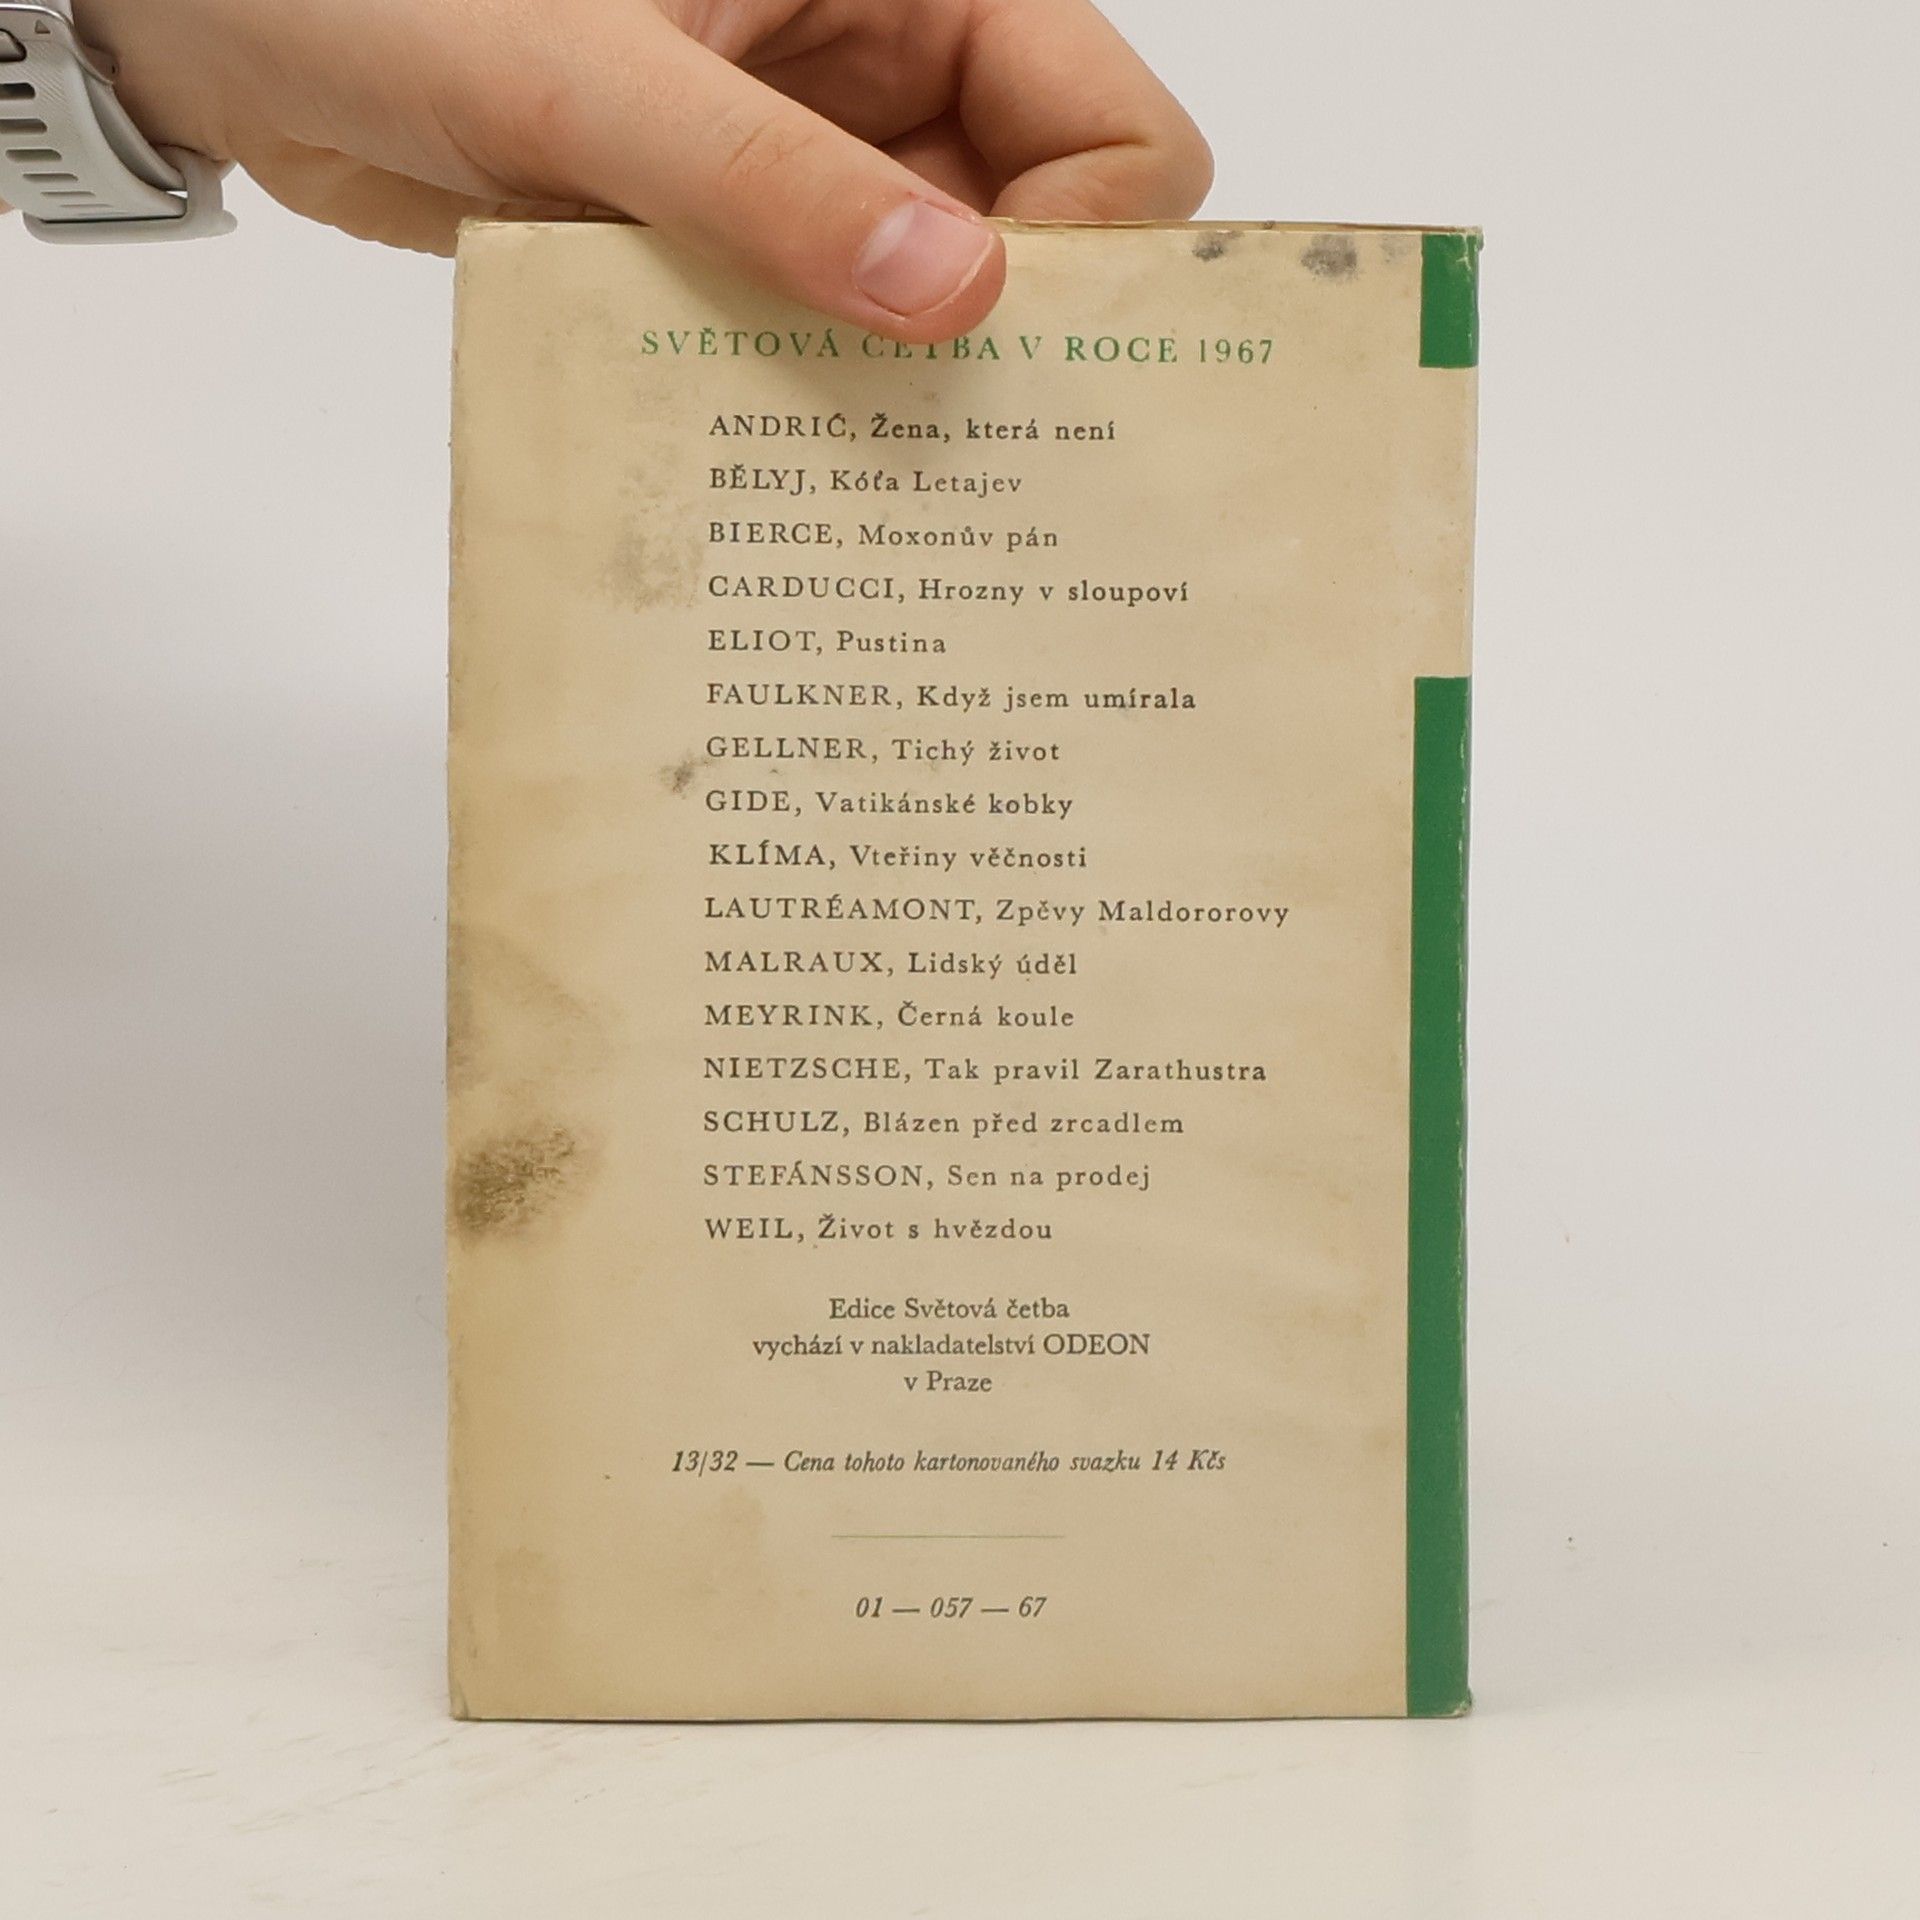 SVĚTOVÁ ČETBA V ROCE 1967
ANDRIĆ, Žena, která není
BĚLYJ, Kóťa Letajev
BIERCE, Moxonův pán
CARDUCCI, Hrozny v sloupoví
ELIOT, Pustina
FAULKNER, Když jsem umírala
GELLNER, Tichý život
GIDE, Vatikánské kobky
KLÍMA, Vteřiny věčnosti
LAUTRÉAMONT, Zpěvy Maldororovy
MALRAUX, Lidský úděl
MEYRINK, Černá koule
NIETZSCHE, Tak pravil Zarathustra
SCHULZ, Blázen před zrcadlem
STEFÁNSSON, Sen na prodej
WEIL, Život s hvězdou
Edice Světová četba
vychází v nakladatelství ODEON
v Praze
13/32 — Cena tohoto kartonovaného svazku 14 Kčs
01 — 057 — 67